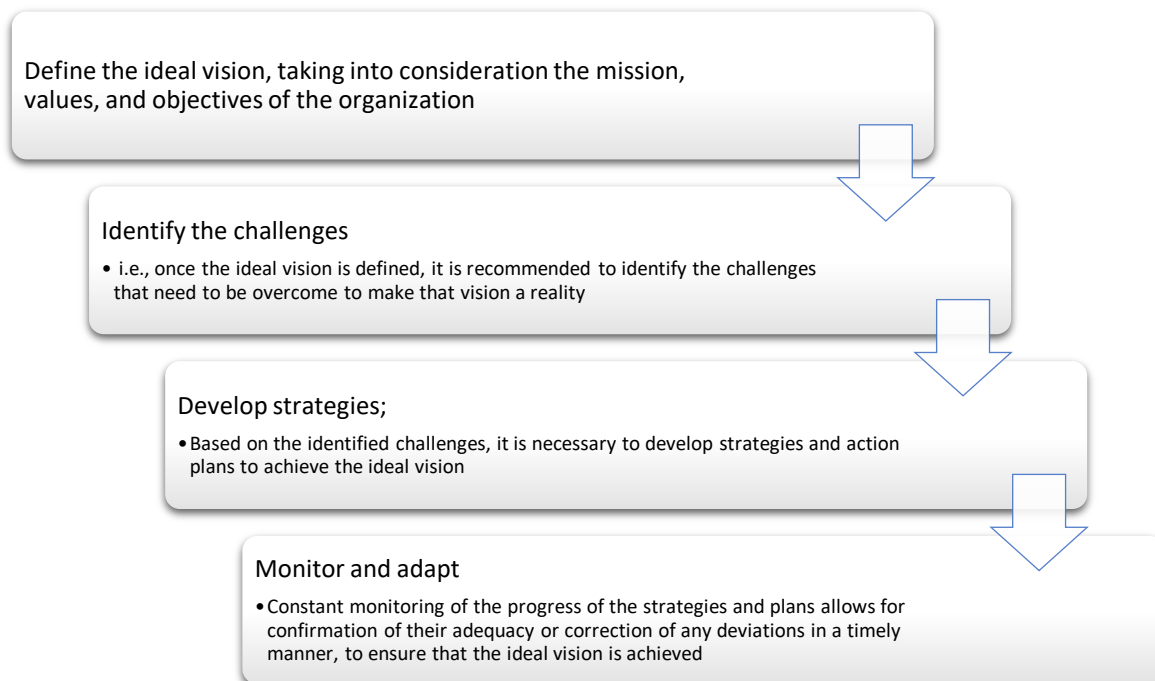 Define the ideal vision, taking into consideration the mission,
values, and objectives of the organization
Identify the challenges
• i.e., once the ideal vision is defined, it is recommended to identify the challenges
that need to be overcome to make that vision a reality
Develop strategies;
• Based on the identified challenges, it is necessary to develop strategies and action
plans to achieve the ideal vision
Monitor and adapt
• Constant monitoring of the progress of the strategies and plans allows for
confirmation of their adequacy or correction of any deviations in a timely
manner, to ensure that the ideal vision is achieved